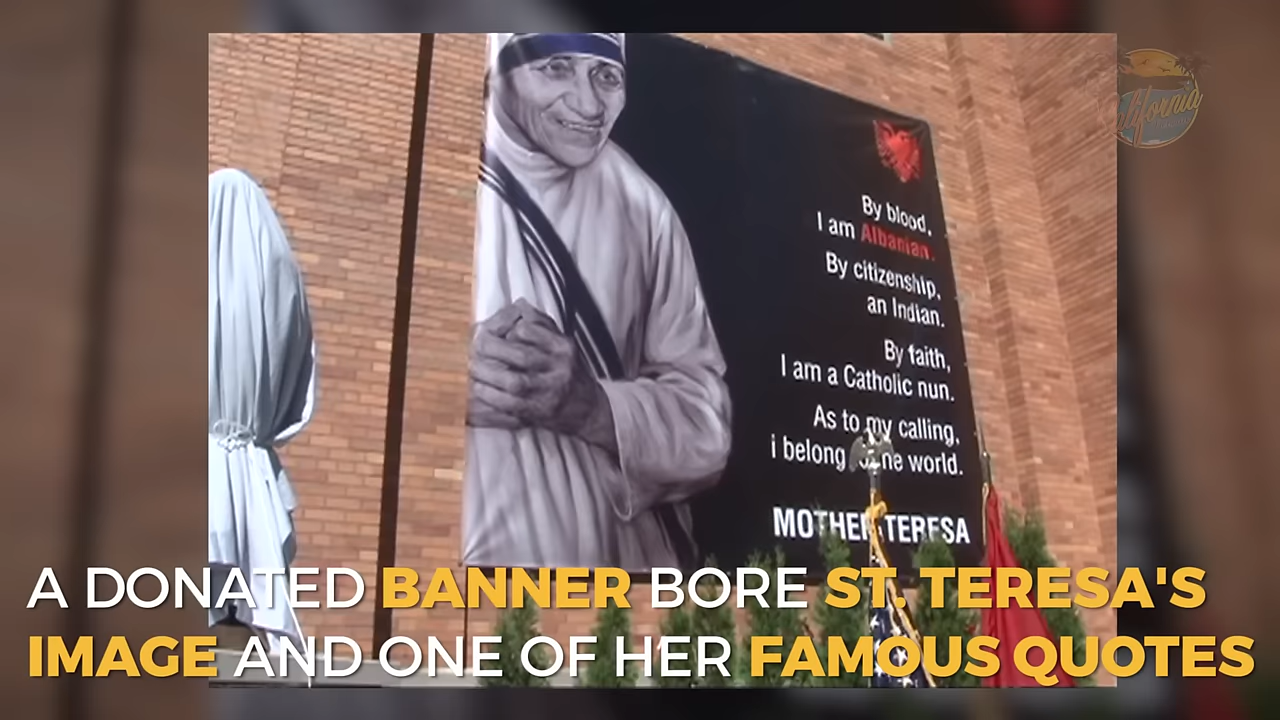 California
By blood,
I am Albanian.
By citizenship,
an Indian.
By faith,
I am a Catholic nun.
As to my calling,
i belong world.
MOTHER TERESA
A DONATED BANNER BORE ST. TERESA'S
IMAGE AND ONE OF HER FAMOUS QUOTES